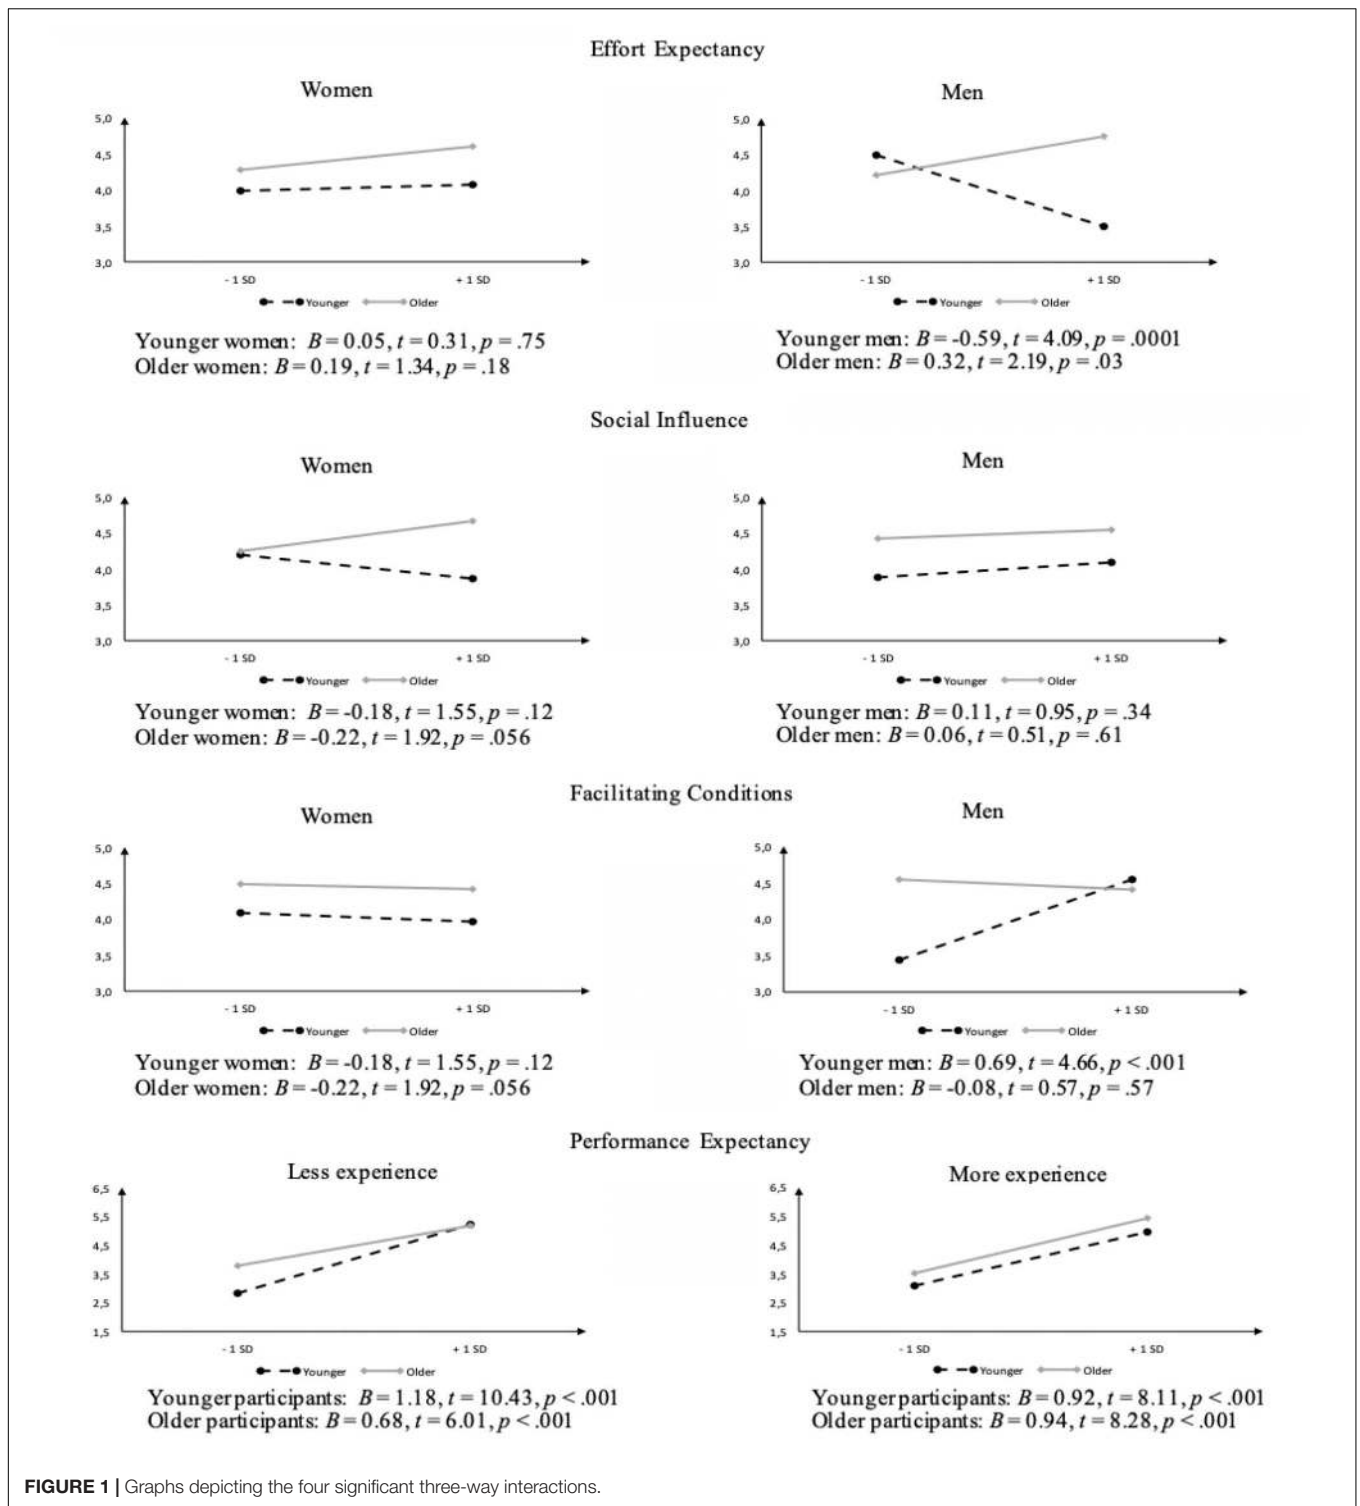 Effort Expectancy
Women
5,0
4,5
4,0
3,5
3,0
- 1 SD + 1 SD
Younger Older
Younger women: B = 0.05, t = 0.31, p = .75
Older women: B = 0.19, t = 1.34, p = .18
Men
5,0
4,5
4,0
3,5
3,0
- 1 SD + 1 SD
Younger Older
Younger men: B = -0.59, t = 4.09, p = .0001
Older men: B = 0.32, t = 2.19, p = .03
Social Influence
Women
5,0
4,5
4,0
3,5
3,0
- 1 SD + 1 SD
Younger Older
Younger women: B = -0.18, t = 1.55, p = .12
Older women: B = -0.22, t = 1.92, p = .056
Men
5,0
4,5
4,0
3,5
3,0
- 1 SD + 1 SD
Younger Older
Younger men: B = 0.11, t = 0.95, p = .34
Older men: B = 0.06, t = 0.51, p = .61
Facilitating Conditions
Women
5,0
4,5
4,0
3,5
3,0
- 1 SD + 1 SD
Younger Older
Younger women: B = -0.18, t = 1.55, p = .12
Older women: B = -0.22, t = 1.92, p = .056
Men
5,0
4,5
4,0
3,5
3,0
- 1 SD + 1 SD
Younger Older
Younger men: B = 0.69, t = 4.66, p < .001
Older men: B = -0.08, t = 0.57, p = .57
Performance Expectancy
Less experience
6,5
5,5
4,5
3,5
2,5
1,5
- 1 SD + 1 SD
Younger Older
Younger participants: B = 1.18, t = 10.43, p < .001
Older participants: B = 0.68, t = 6.01, p < .001
More experience
6,5
5,5
4,5
3,5
2,5
1,5
- 1 SD + 1 SD
Younger Older
Younger participants: B = 0.92, t = 8.11, p < .001
Older participants: B = 0.94, t = 8.28, p < .001
FIGURE 1 | Graphs depicting the four significant three-way interactions.